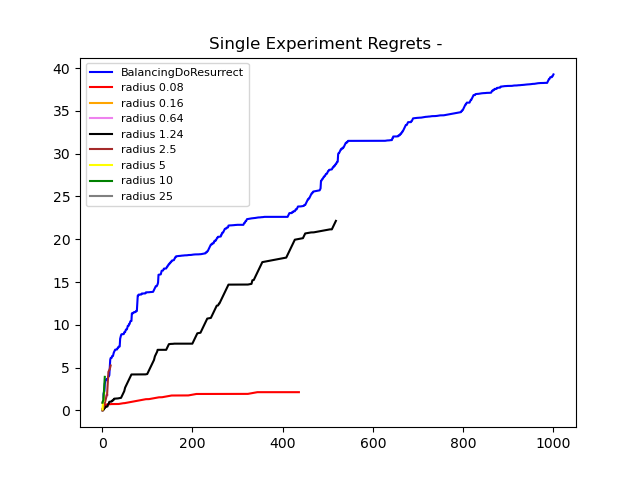 Single Experiment Regrets -
BalancingDoResurrect
radius 0.08
radius 0.16
radius 0.64
radius 1.24
radius 2.5
radius 5
radius 10
radius 25
40
35
30
25
20
15
10
5
0
0 200 400 600 800 1000